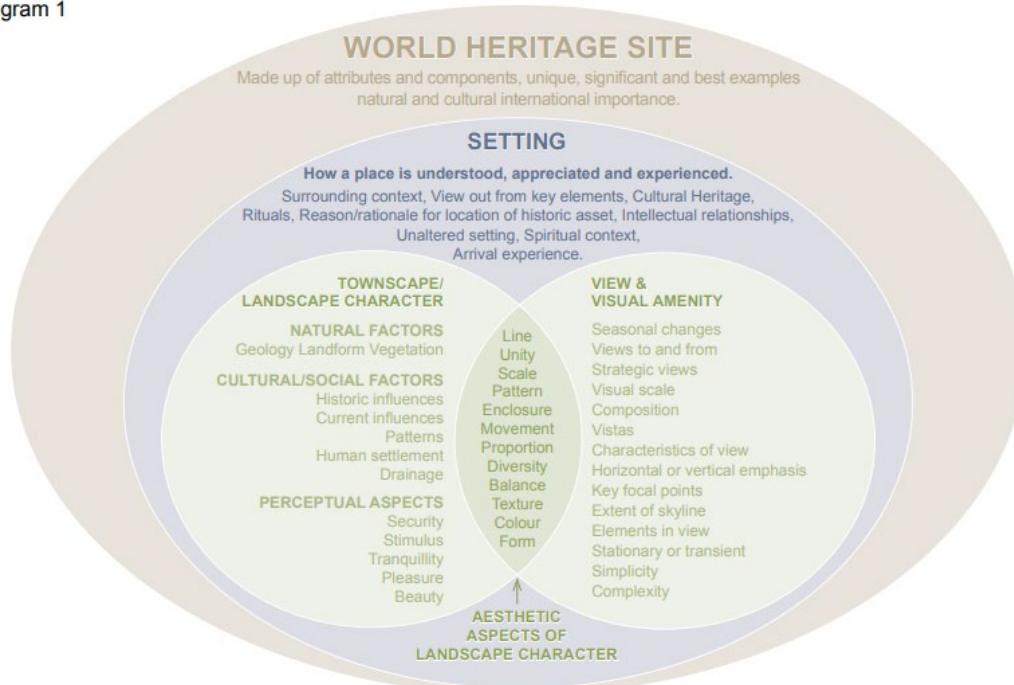 gram 1
WORLD HERITAGE SITE
Made up of attributes and components, unique, significant and best examples
natural and cultural international importance.
SETTING
How a place is understood, appreciated and experienced.
Surrounding context, View out from key elements, Cultural Heritage,
Rituals, Reason/rationale for location of historic asset, Intellectual relationships,
Unaltered setting, Spiritual context,
Arrival experience.
TOWNSCAPE/
LANDSCAPE CHARACTER
NATURAL FACTORS
Geology Landform Vegetation
CULTURAL/SOCIAL FACTORS
Historic influences
Current influences
Patterns
Human settlement
Drainage
PERCEPTUAL ASPECTS
Security
Stimulus
Tranquillity
Pleasure
Beauty
Line
Unity
Scale
Pattern
Enclosure
Movement
Proportion
Diversity
Balance
Texture
Colour
Form
VIEW &
VISUAL AMENITY
Seasonal changes
Views to and from
Strategic views
Visual scale
Composition
Vistas
Characteristics of view
Horizontal or vertical emphasis
Key focal points
Extent of skyline
Elements in view
Stationary or transient
Simplicity
Complexity
AESTHETIC
ASPECTS OF
LANDSCAPE CHARACTER